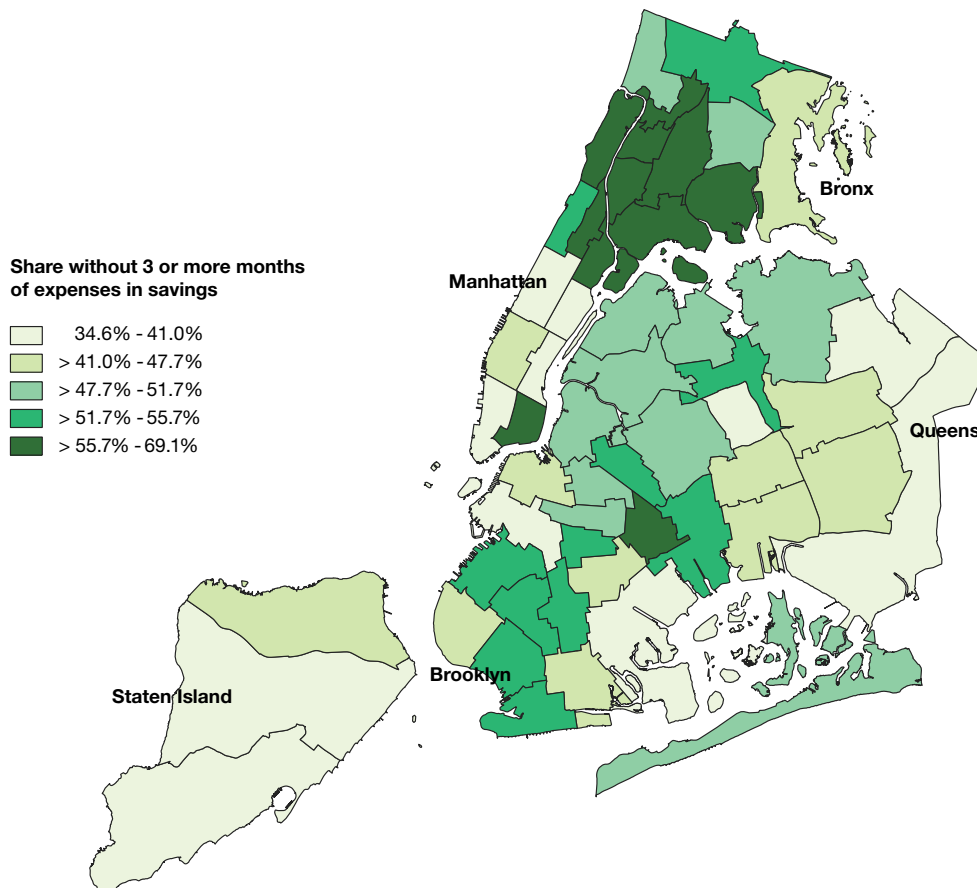 Bronx
Manhattan
Share without 3 or more months
of expenses in savings
34.6% - 41.0%
> 41.0% - 47.7%
> 47.7% - 51.7%
> 51.7% - 55.7%
> 55.7% - 69.1%
Queens
Brooklyn
Staten Island